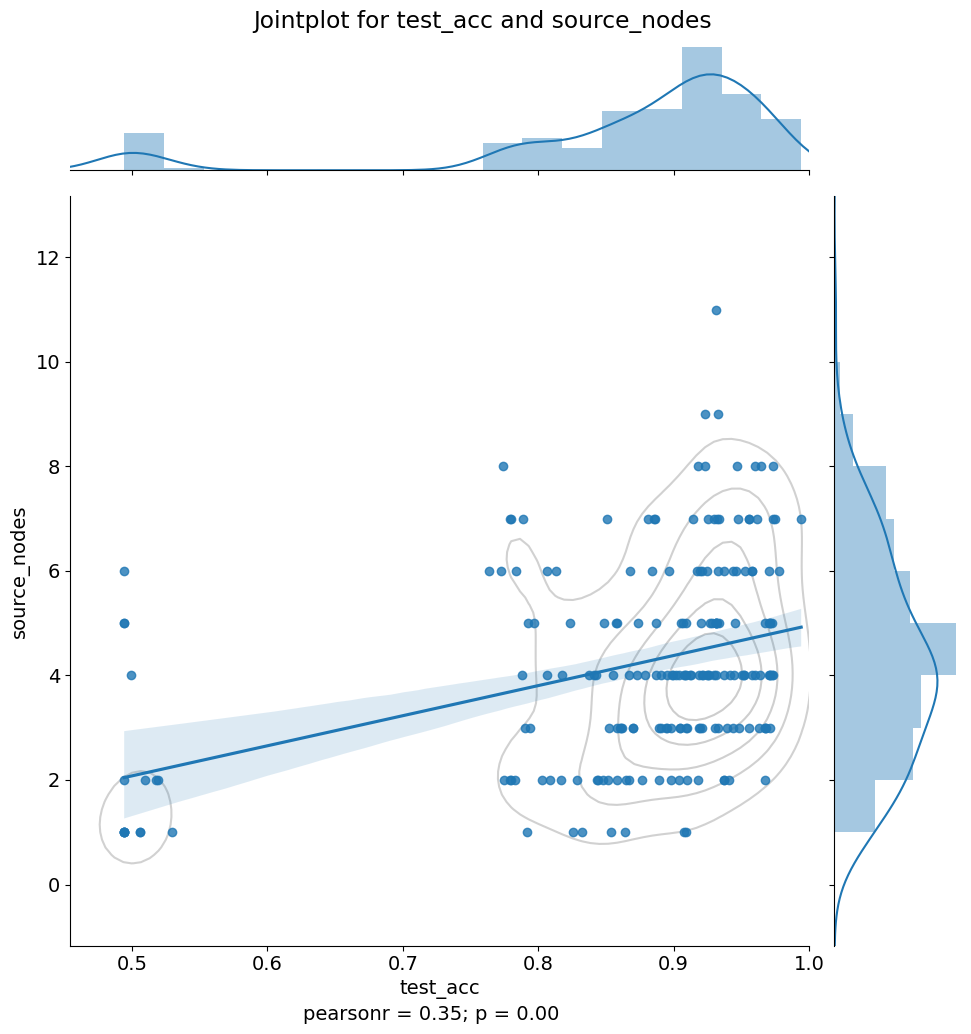 Jointplot for test_acc and source_nodes
12
10
8
6
4
2
0
source_nodes
0.5 0.6 0.7 0.8 0.9 1.0
test_acc
pearsonr = 0.35; p = 0.00